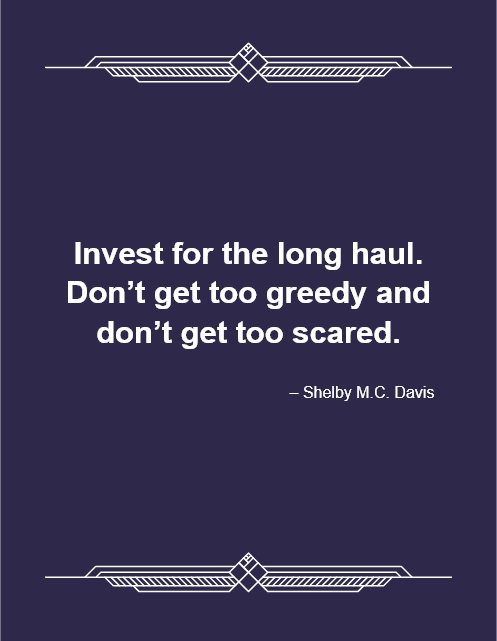 Invest for the long haul.
Don’t get too greedy and
don’t get too scared.
– Shelby M.C. Davis